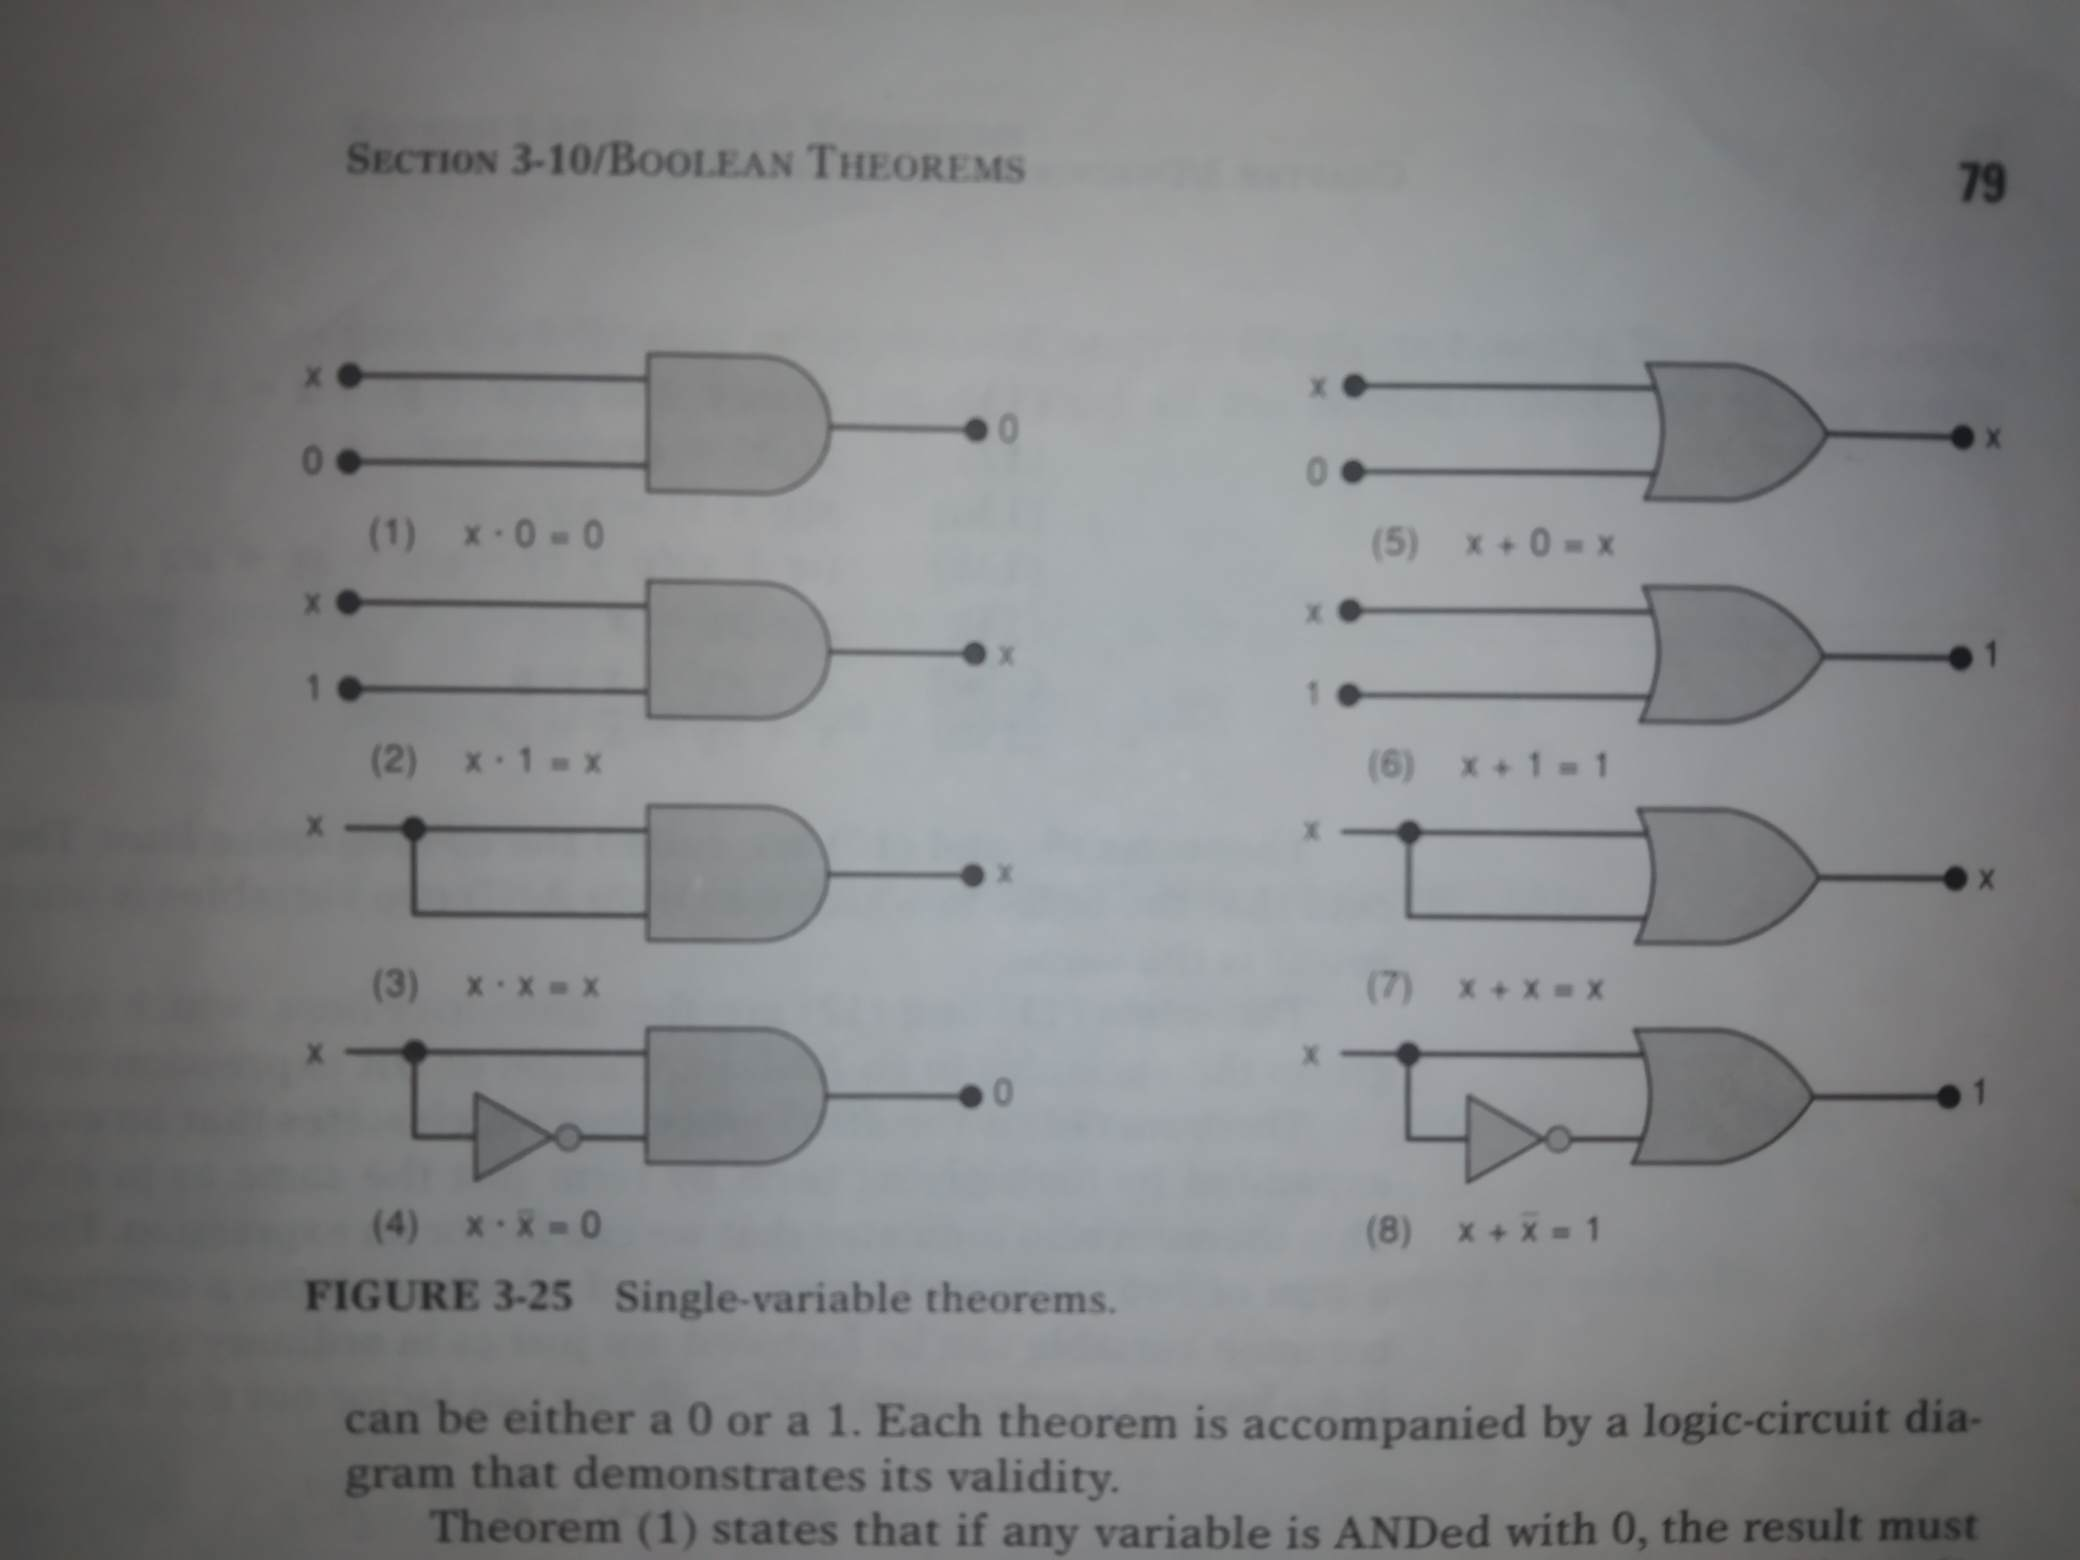 SECTION 3-10/BOOLEAN THEOREMS
79
x
0
0
(1) x · 0 = 0
x
1
x
(2) x · 1 = x
x
x
(3) x · x = x
x
0
(4) x · x̅ = 0
x
0
x
(5) x + 0 = x
x
1
1
(6) x + 1 = 1
x
x
(7) x + x = x
x
1
(8) x + x̅ = 1
FIGURE 3-25 Single-variable theorems.
can be either a 0 or a 1. Each theorem is accompanied by a logic-circuit dia-
gram that demonstrates its validity.
Theorem (1) states that if any variable is ANDed with 0, the result must